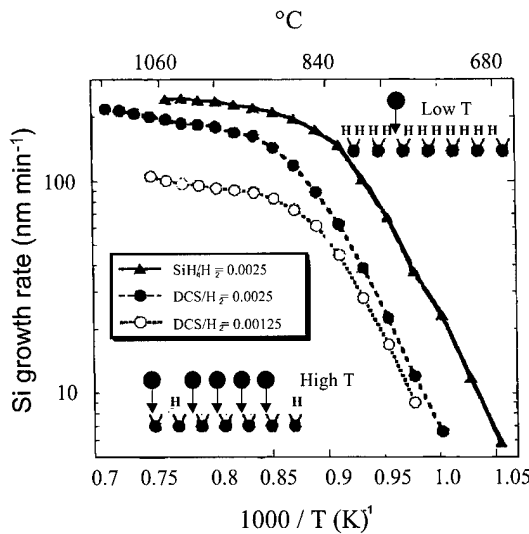 °C
1060 840 680
Low T
H H H H H H H H H H H H
Si growth rate (nm min⁻¹)
100
10
SiH₄/H₂ = 0.0025
DCS/H₂ = 0.0025
DCS/H₂ = 0.00125
High T
H H
0.7 0.75 0.8 0.85 0.9 0.95 1.0 1.05
1000 / T (K)⁻¹